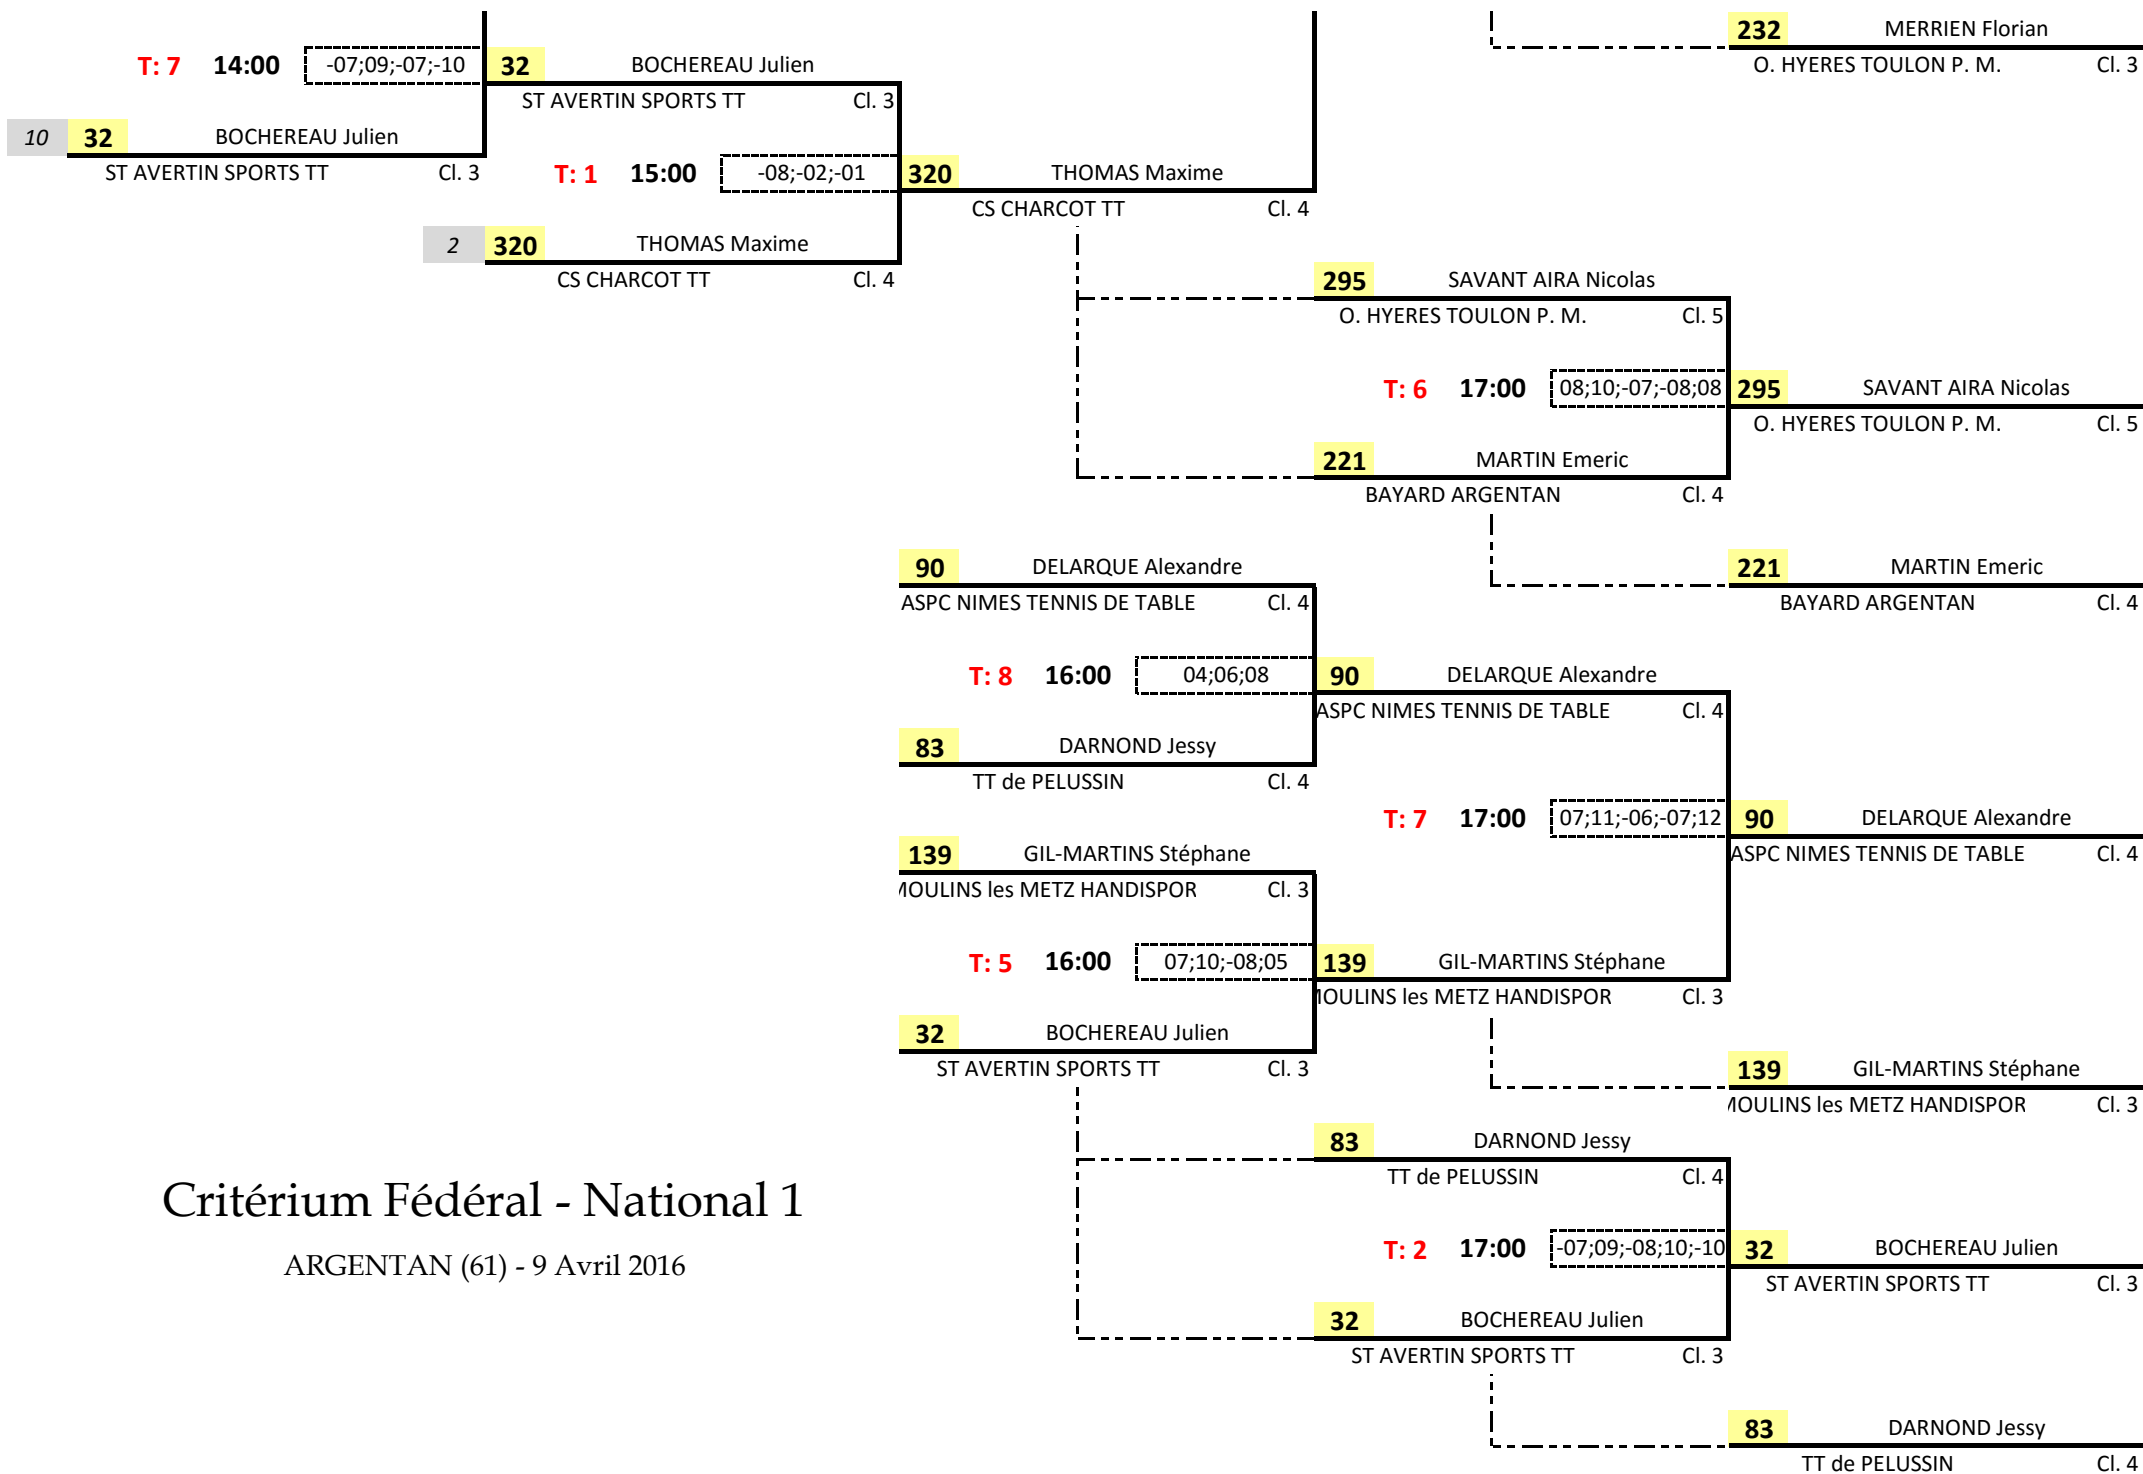 232 MERRIEN Florian
T: 7 14:00 -07;09;-07;-10 32 BOCHEREAU Julien
O. HYERES TOULON P. M. Cl. 3
ST AVERTIN SPORTS TT Cl. 3
10 32 BOCHEREAU Julien
ST AVERTIN SPORTS TT Cl. 3
T: 1 15:00 -08;-02;-01 320 THOMAS Maxime
CS CHARCOT TT Cl. 4
2 320 THOMAS Maxime
CS CHARCOT TT Cl. 4
295 SAVANT AIRA Nicolas
O. HYERES TOULON P. M. Cl. 5
T: 6 17:00 08;10;-07;-08;08 295 SAVANT AIRA Nicolas
O. HYERES TOULON P. M. Cl. 5
221 MARTIN Emeric
BAYARD ARGENTAN Cl. 4
90 DELARQUE Alexandre
221 MARTIN Emeric
ASPC NIMES TENNIS DE TABLE Cl. 4
BAYARD ARGENTAN Cl. 4
T: 8 16:00 04;06;08 90 DELARQUE Alexandre
ASPC NIMES TENNIS DE TABLE Cl. 4
83 DARNOND Jessy
TT de PELUSSIN Cl. 4
T: 7 17:00 07;11;-06;-07;12 90 DELARQUE Alexandre
139 GIL-MARTINS Stéphane
ASPC NIMES TENNIS DE TABLE Cl. 4
MOULINS les METZ HANDISPOR Cl. 3
T: 5 16:00 07;10;-08;05 139 GIL-MARTINS Stéphane
MOULINS les METZ HANDISPOR Cl. 3
32 BOCHEREAU Julien
ST AVERTIN SPORTS TT Cl. 3
139 GIL-MARTINS Stéphane
MOULINS les METZ HANDISPOR Cl. 3
83 DARNOND Jessy
TT de PELUSSIN Cl. 4
Critérium Fédéral - National 1
T: 2 17:00 -07;09;-08;10;-10 32 BOCHEREAU Julien
ARGENTAN (61) - 9 Avril 2016
ST AVERTIN SPORTS TT Cl. 3
32 BOCHEREAU Julien
ST AVERTIN SPORTS TT Cl. 3
83 DARNOND Jessy
TT de PELUSSIN Cl. 4